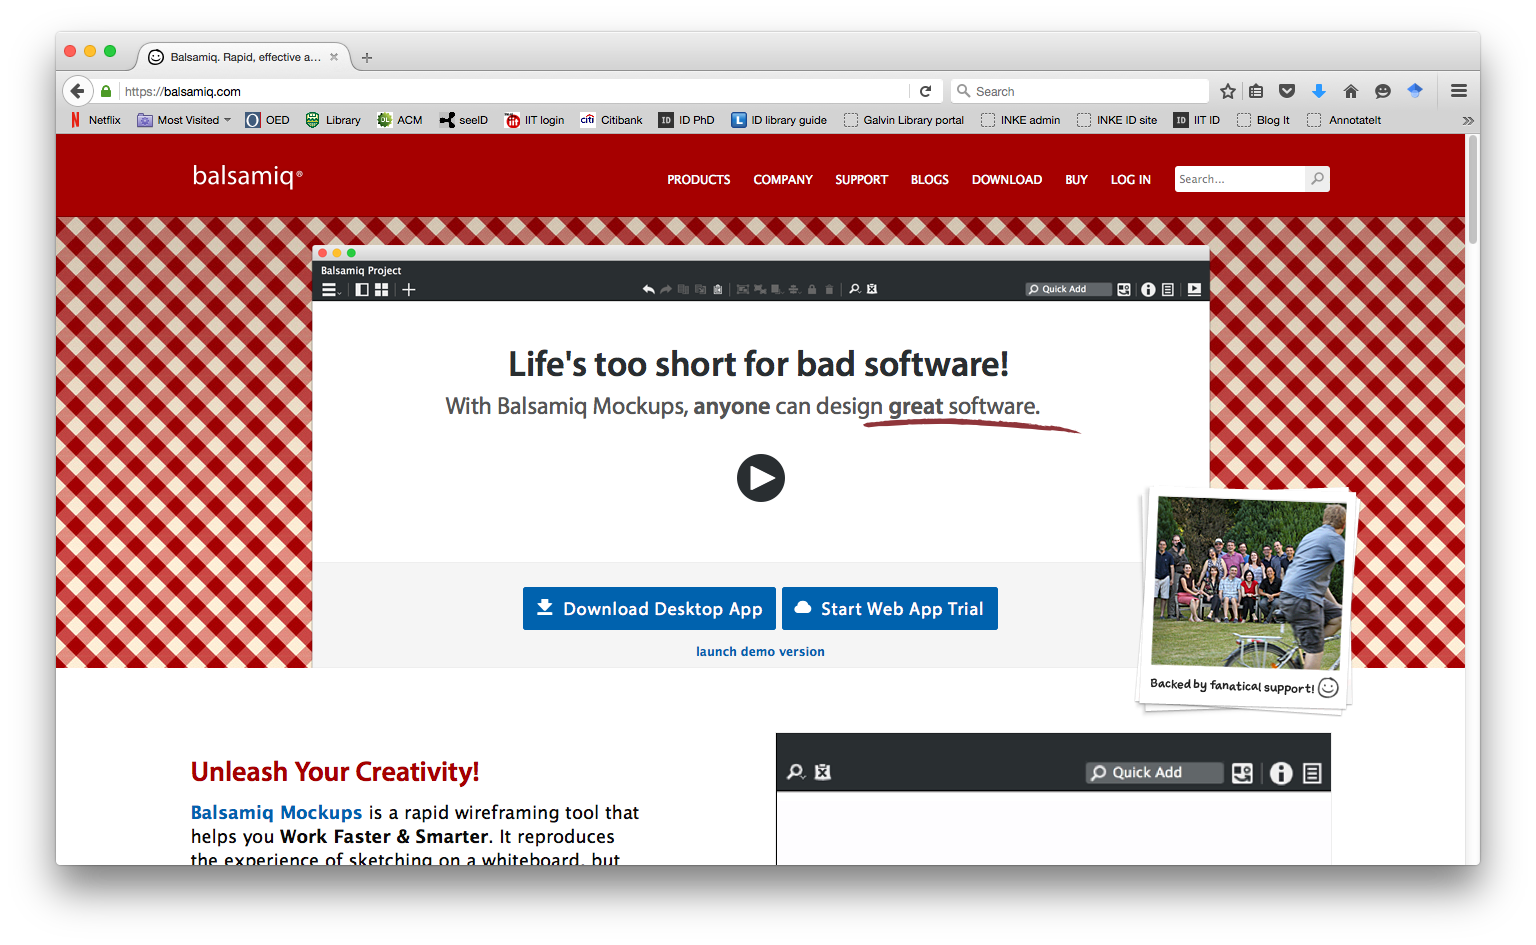 Balsamiq. Rapid, effective a...
https://balsamiq.com
Search
Netflix
Most Visited
OED
Library
ACM
seeID
IIT login
citi Citibank
ID ID PhD
L ID library guide
Galvin Library portal
INKE admin
INKE ID site
ID IIT ID
Blog It
AnnotateIt
balsamiq®
PRODUCTS
COMPANY
SUPPORT
BLOGS
DOWNLOAD
BUY
LOG IN
Search...
Balsamiq Project
Quick Add
Life's too short for bad software!
With Balsamiq Mockups, anyone can design great software.
Download Desktop App
Start Web App Trial
launch demo version
Backed by fanatical support!
Unleash Your Creativity!
Balsamiq Mockups is a rapid wireframing tool that
helps you Work Faster & Smarter. It reproduces
the experience of sketching on a whiteboard, but
Quick Add